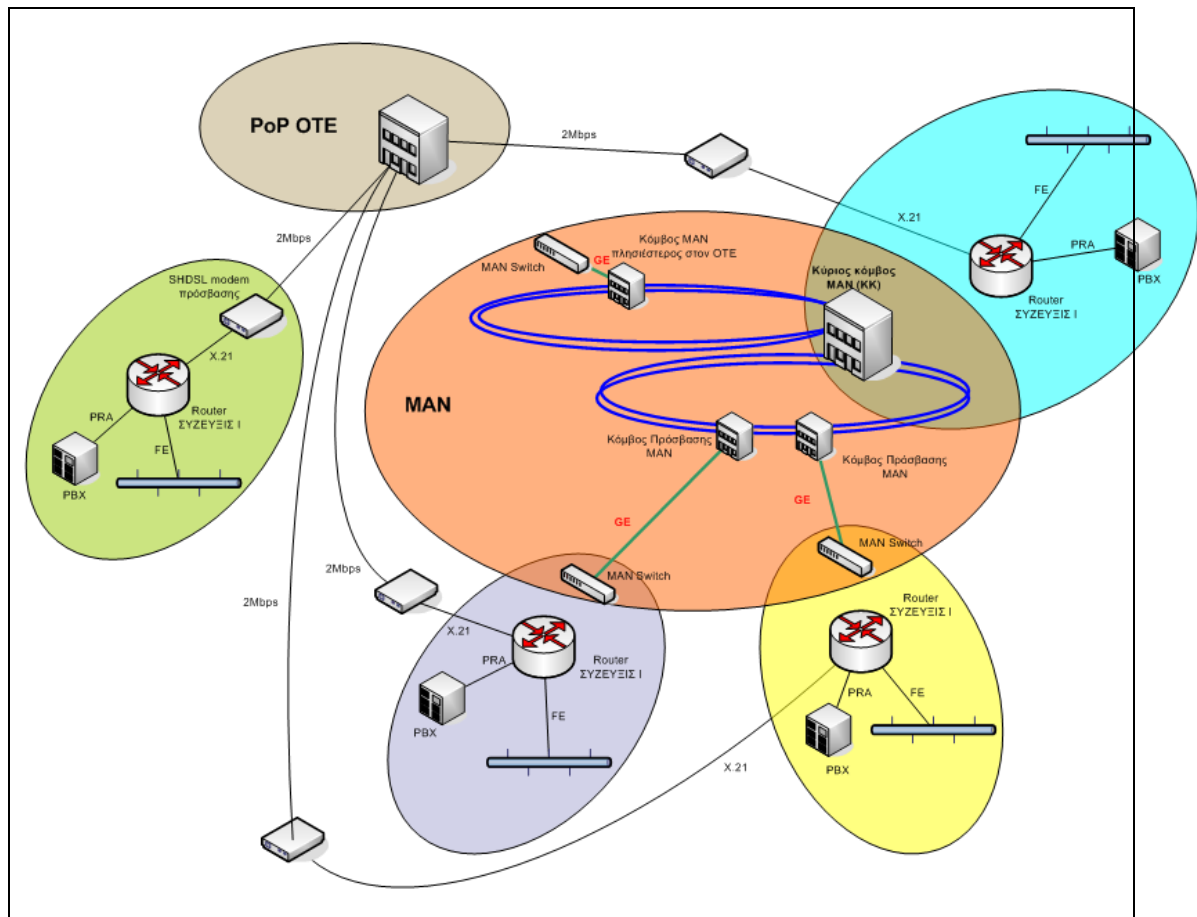 PoP OTE
2Mbps
X.21
FE
PRA
PBX
Router
ΣΥΖΕΥΞΙΣ Ι
2Mbps
SHDSL modem
πρόσβασης
X.21
PRA
Router
ΣΥΖΕΥΞΙΣ Ι
FE
PBX
MAN Switch
GE
Κόμβος MAN
πλησιέστερος στον ΟΤΕ
Κύριος κόμβος
MAN (KK)
MAN
Κόμβος Πρόσβασης
MAN
Κόμβος Πρόσβασης
MAN
GE
GE
MAN Switch
MAN Switch
2Mbps
2Mbps
X.21
PRA
Router
ΣΥΖΕΥΞΙΣ Ι
FE
PBX
Router
ΣΥΖΕΥΞΙΣ Ι
PRA
FE
PBX
X.21